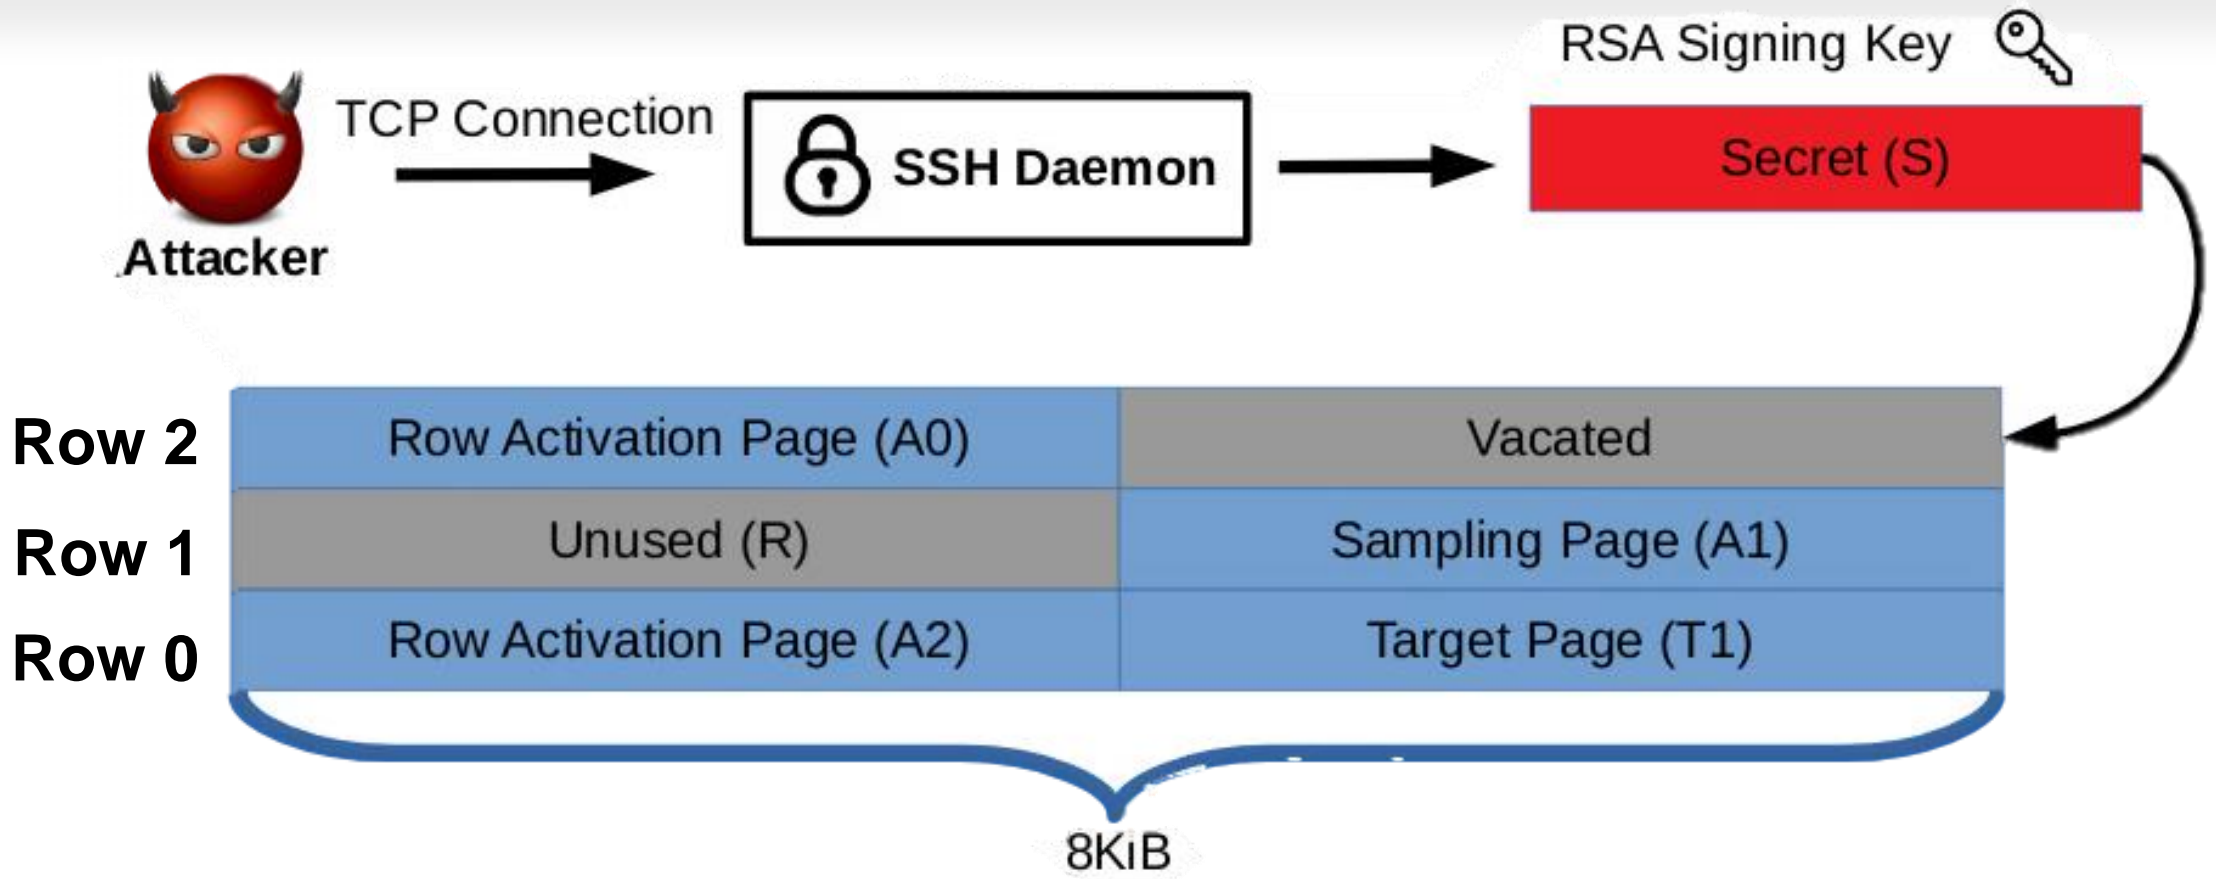 RSA Signing Key
TCP Connection
SSH Daemon
Secret (S)
Attacker
Row 2
Row Activation Page (A0)
Vacated
Row 1
Unused (R)
Sampling Page (A1)
Row 0
Row Activation Page (A2)
Target Page (T1)
8KiB